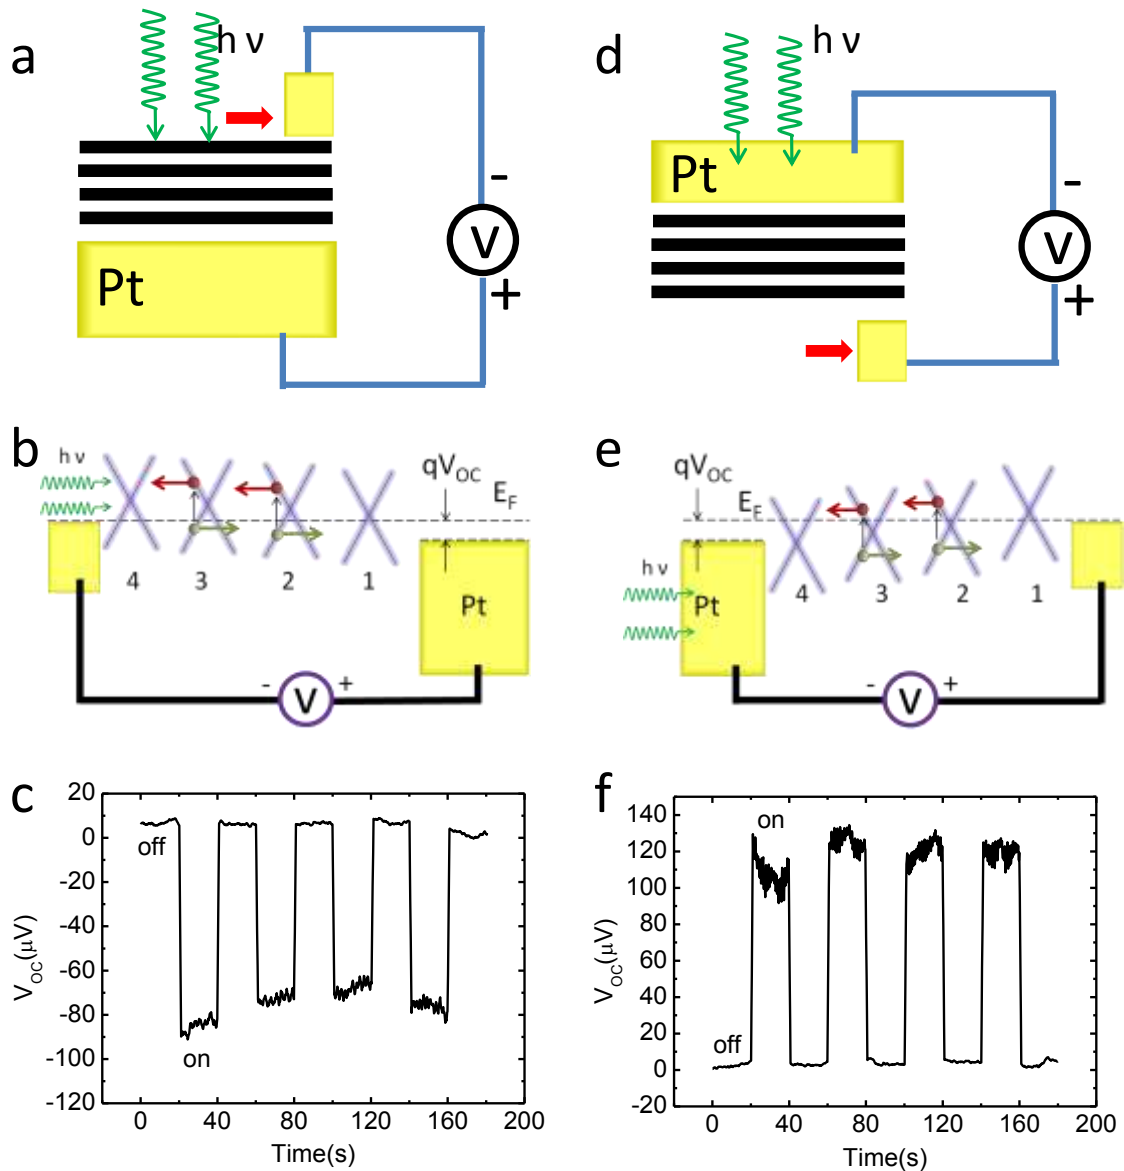 a
h ν
-
V
+
Pt
d
h ν
Pt
-
V
+
b
h ν
qV_OC
E_F
4 3 2 1
Pt
- V +
e
qV_OC
E_F
h ν
Pt
4 3 2 1
- V +
c
20
0
-20
-40
-60
-80
-100
-120
off
on
V_OC(μV)
0 40 80 120 160 200
Time(s)
f
140
120
100
80
60
40
20
0
-20
on
off
V_OC(μV)
0 40 80 120 160 200
Time(s)